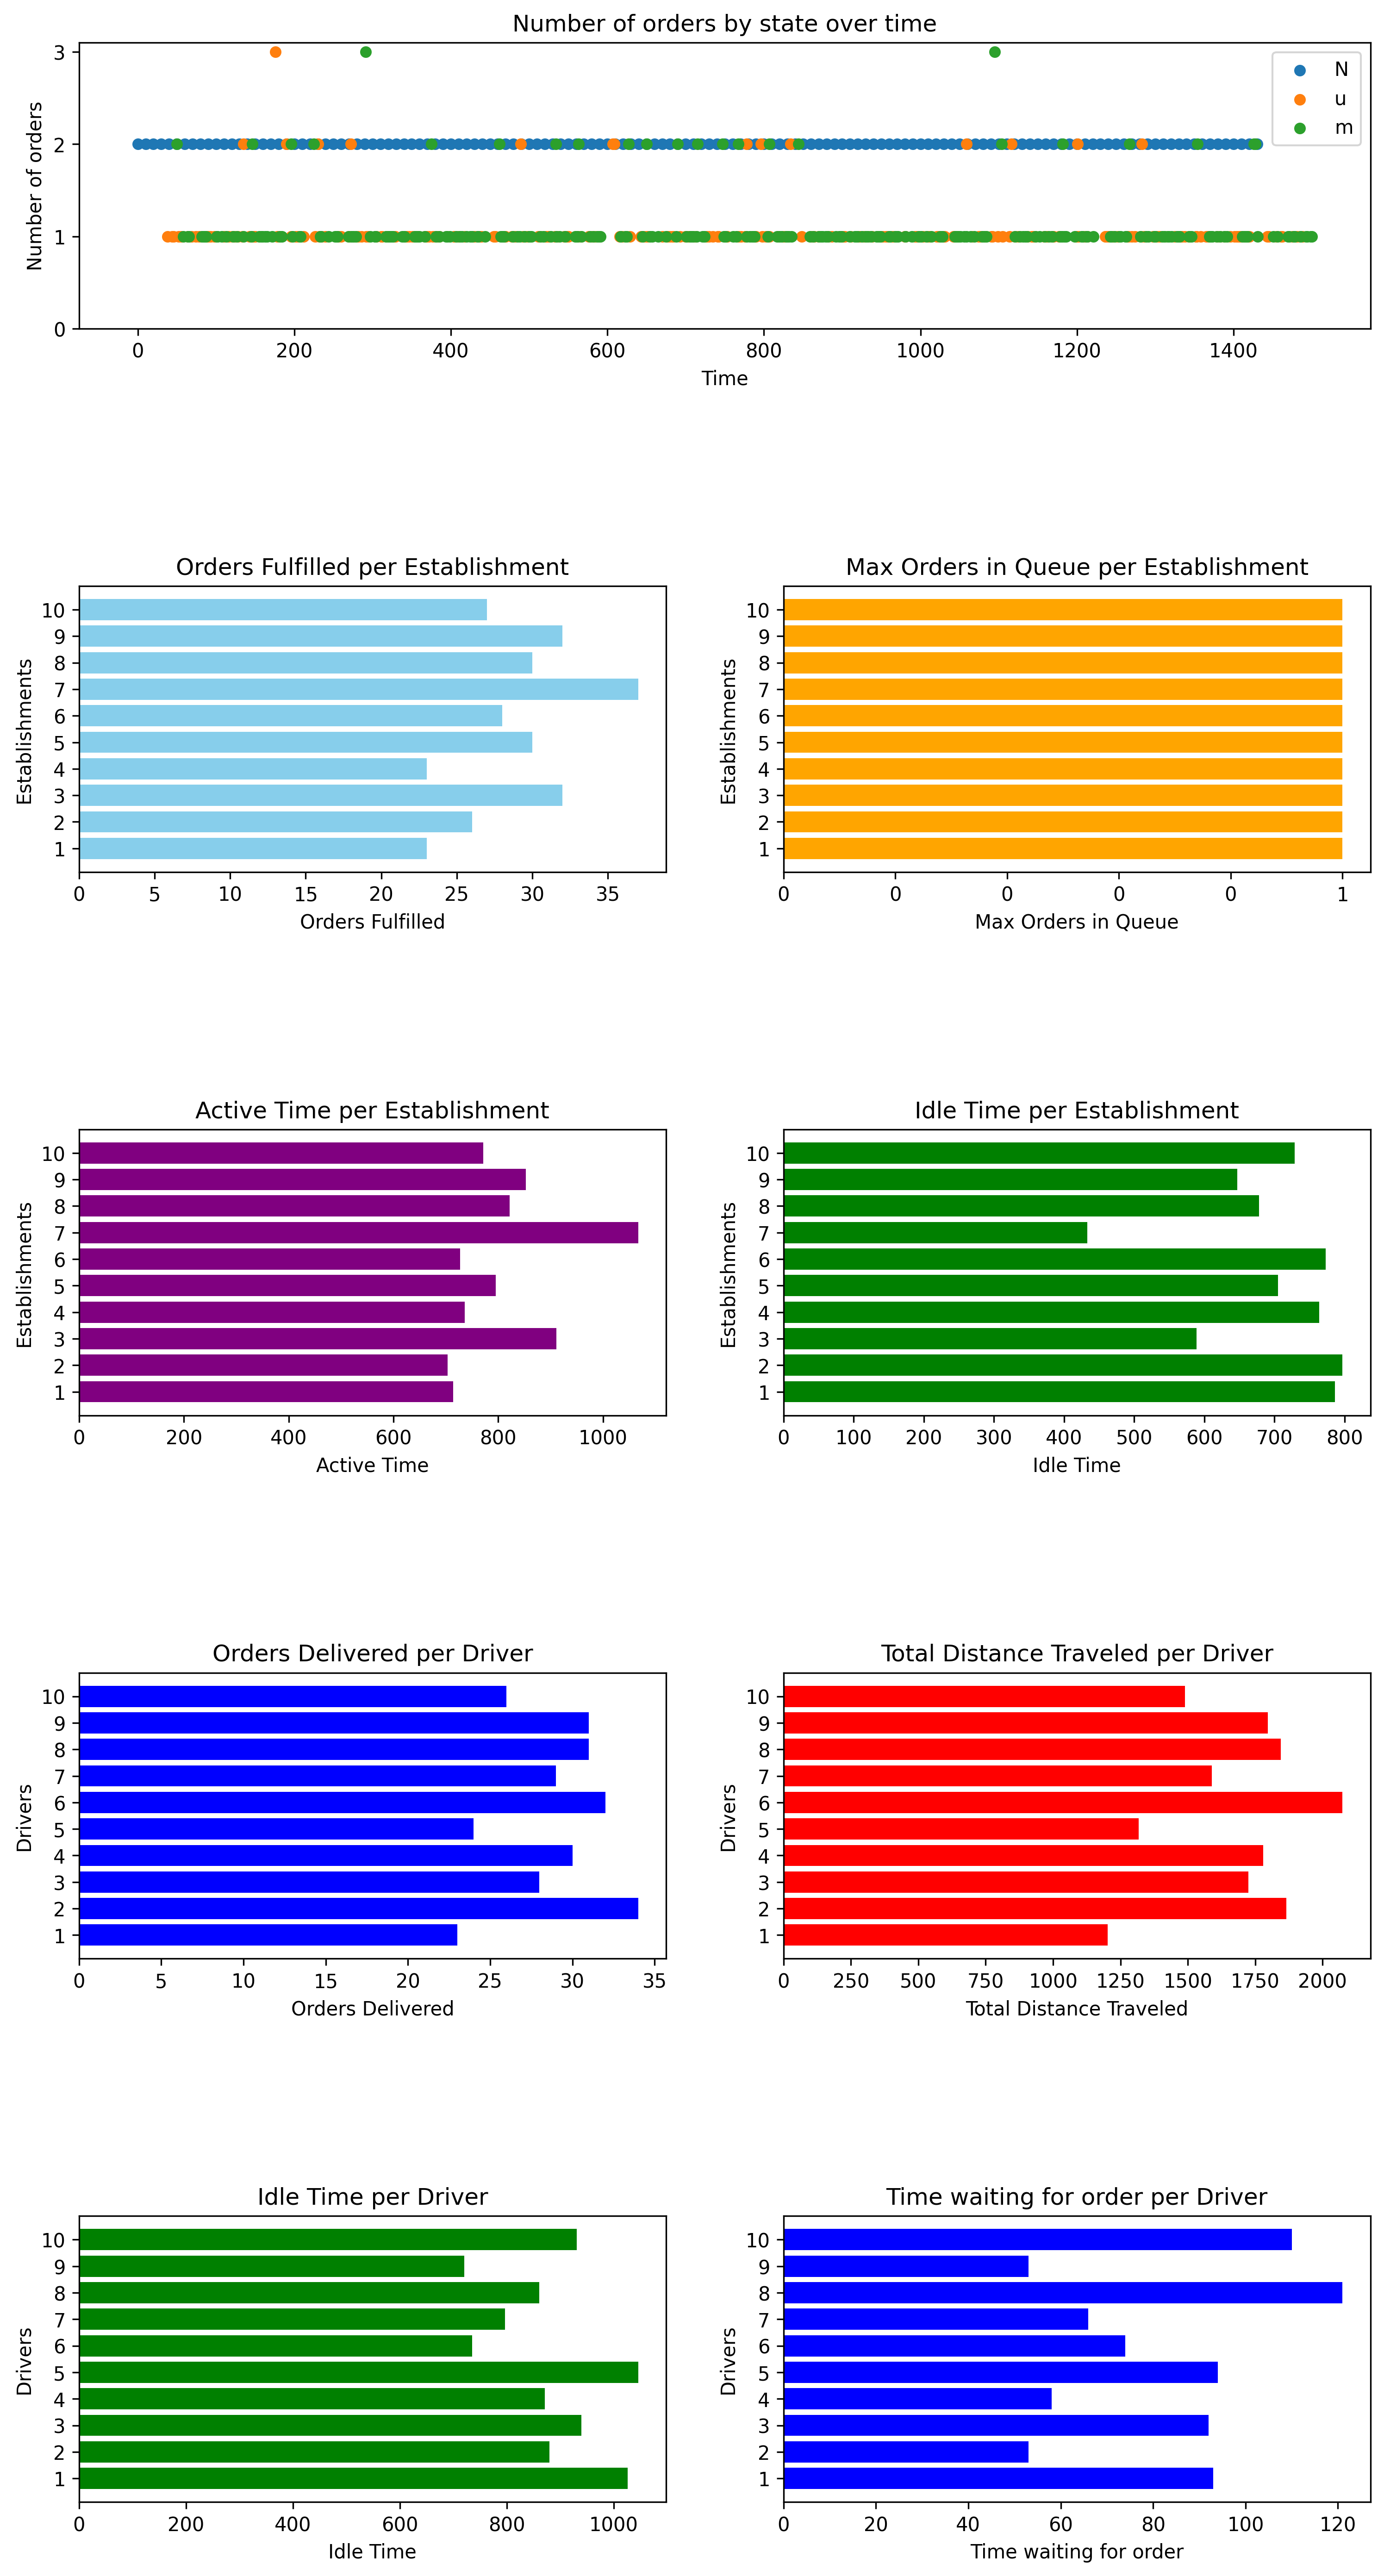 Number of orders by state over time
Number of orders
3
2
1
0
N
u
m
0 200 400 600 800 1000 1200 1400
Time
Orders Fulfilled per Establishment
Establishments
10
9
8
7
6
5
4
3
2
1
0 5 10 15 20 25 30 35
Orders Fulfilled
Max Orders in Queue per Establishment
Establishments
10
9
8
7
6
5
4
3
2
1
0 0 0 0 0 1
Max Orders in Queue
Active Time per Establishment
Establishments
10
9
8
7
6
5
4
3
2
1
0 200 400 600 800 1000
Active Time
Idle Time per Establishment
Establishments
10
9
8
7
6
5
4
3
2
1
0 100 200 300 400 500 600 700 800
Idle Time
Orders Delivered per Driver
Drivers
10
9
8
7
6
5
4
3
2
1
0 5 10 15 20 25 30 35
Orders Delivered
Total Distance Traveled per Driver
Drivers
10
9
8
7
6
5
4
3
2
1
0 250 500 750 1000 1250 1500 1750 2000
Total Distance Traveled
Idle Time per Driver
Drivers
10
9
8
7
6
5
4
3
2
1
0 200 400 600 800 1000
Idle Time
Time waiting for order per Driver
Drivers
10
9
8
7
6
5
4
3
2
1
0 20 40 60 80 100 120
Time waiting for order